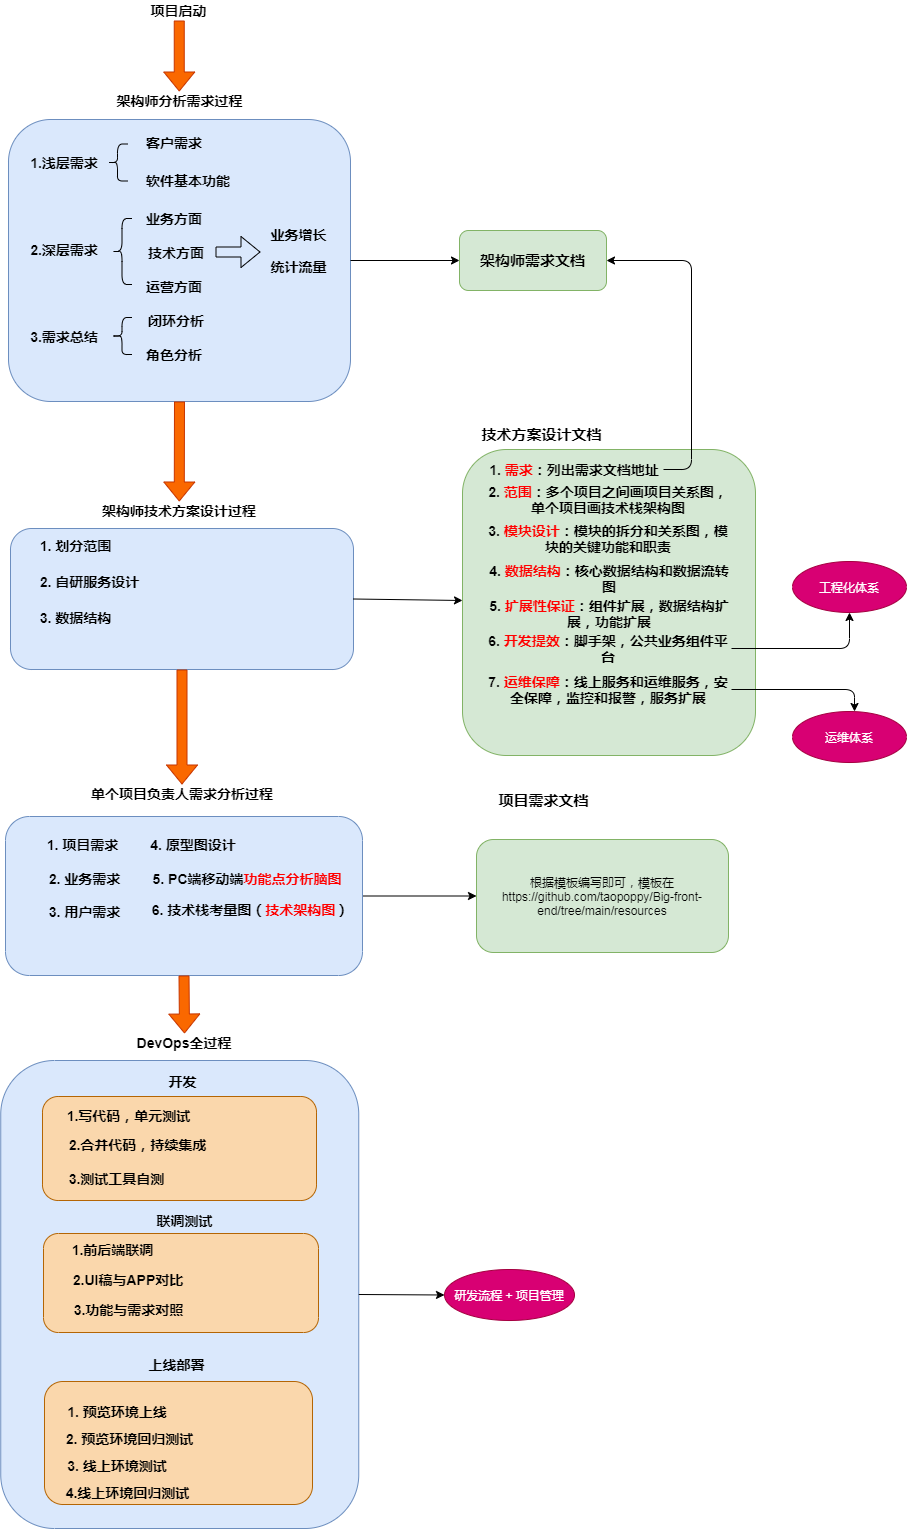 项目启动
架构师分析需求过程
1.浅层需求
客户需求
软件基本功能
2.深层需求
业务方面
技术方面
运营方面
业务增长
统计流量
3.需求总结
闭环分析
角色分析
架构师需求文档
架构师技术方案设计过程
1. 划分范围
2. 自研服务设计
3. 数据结构
技术方案设计文档
1. 需求：列出需求文档地址
2. 范围：多个项目之间画项目关系图，
单个项目画技术栈架构图
3. 模块设计：模块的拆分和关系图，模
块的关键功能和职责
4. 数据结构：核心数据结构和数据流转
图
5. 扩展性保证：组件扩展，数据结构扩
展，功能扩展
6. 开发提效：脚手架，公共业务组件平
台
7. 运维保障：线上服务和运维服务，安
全保障，监控和报警，服务扩展
工程化体系
运维体系
单个项目负责人需求分析过程
1. 项目需求
2. 业务需求
3. 用户需求
4. 原型图设计
5. PC端移动端功能点分析脑图
6. 技术栈考量图（技术架构图）
项目需求文档
根据模板编写即可，模板在
https://github.com/taopoppy/Big-front-
end/tree/main/resources
DevOps全过程
开发
1.写代码，单元测试
2.合并代码，持续集成
3.测试工具自测
联调测试
1.前后端联调
2.UI稿与APP对比
3.功能与需求对照
研发流程 + 项目管理
上线部署
1. 预览环境上线
2. 预览环境回归测试
3. 线上环境测试
4.线上环境回归测试